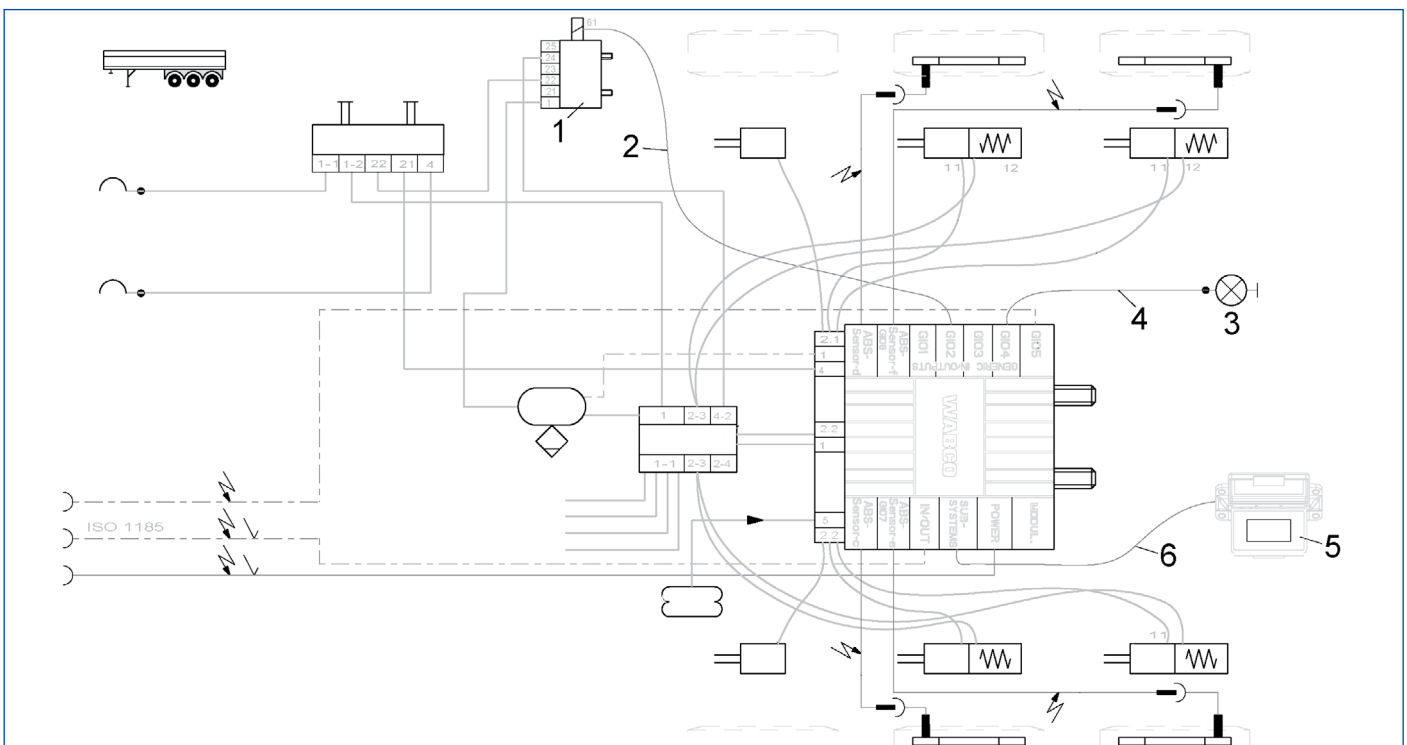 61
25
24
23
22
21
1
1
2
1-1 1-2 22 21 4
11 12
11 12
4
3
2.1
1
4
ABS-
Sensor-d
ABS-
Sensor-f
GIO6
GIO1
GIO2
GIO3
GIO4
GIO5
GENERIC IN-/OUTPUTS
1 2-3 4-2
2.2
1
WABCO
1-1 2-3 2-4
ISO 1185
5
2.2
ABS-
Sensor-c
ABS-
Sensor-e
GIO7
IN/OUT
SUB-
SYSTEMS
POWER
MODUL.
6
5
11